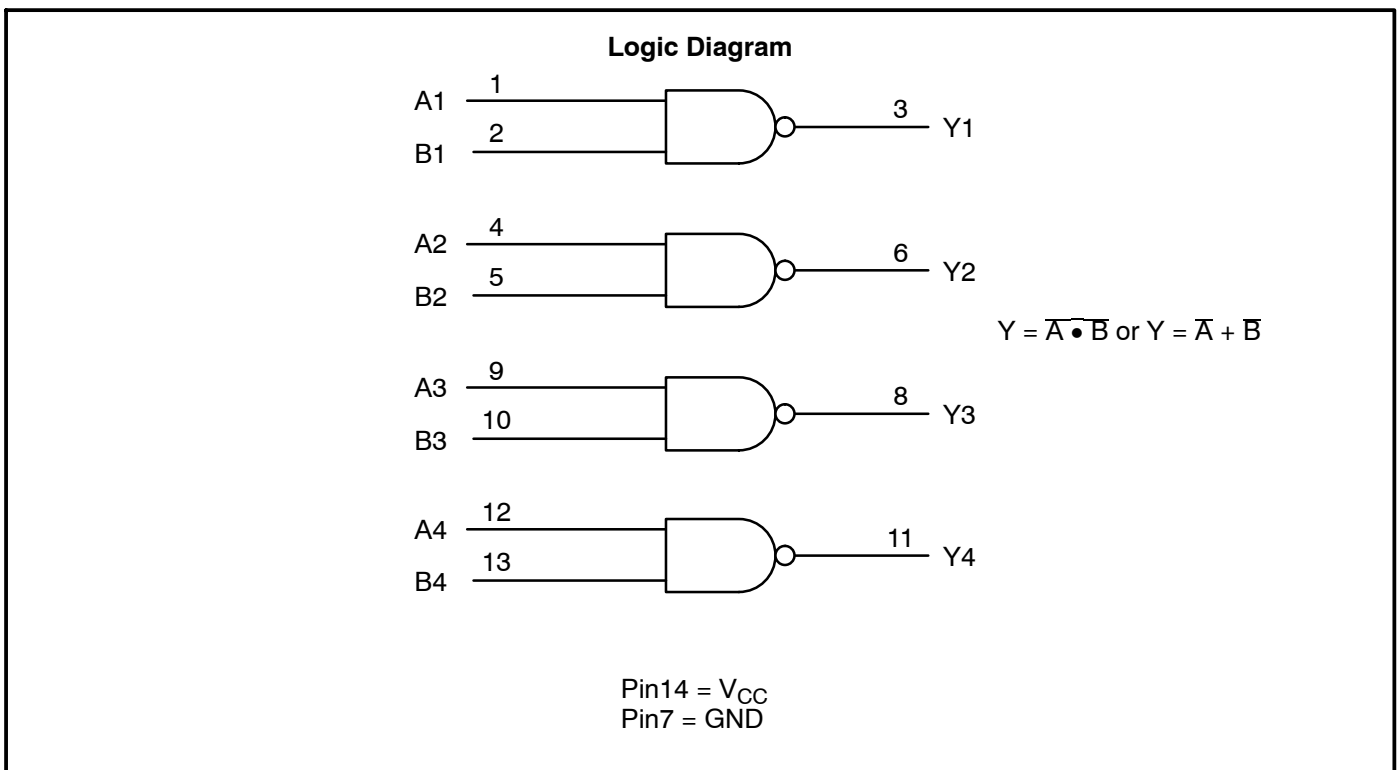 Logic Diagram
A1 1
B1 2
3 Y1
A2 4
B2 5
6 Y2
Y = A̅ ̅•̅ ̅B̅ or Y = A̅ + B̅
A3 9
B3 10
8 Y3
A4 12
B4 13
11 Y4
Pin14 = VCC
Pin7 = GND